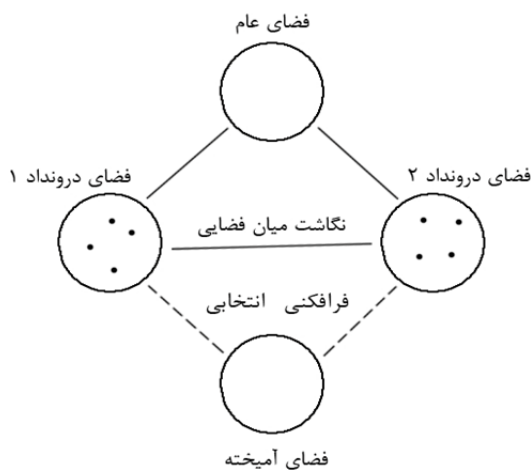 فضای عام
فضای درونداد ۲
فضای درونداد ۱
نگاشت میان فضایی
فرافکنی انتخابی
فضای آمیخته